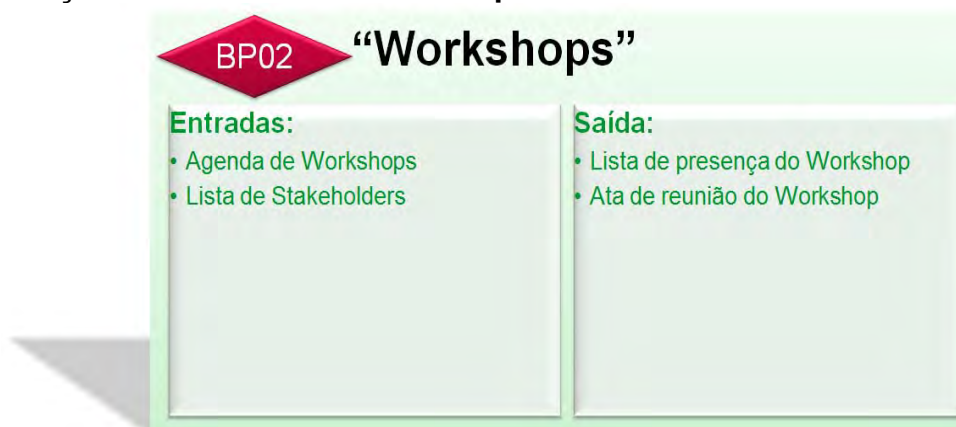 BP02 “Workshops”
Entradas:
• Agenda de Workshops
• Lista de Stakeholders
Saída:
• Lista de presença do Workshop
• Ata de reunião do Workshop